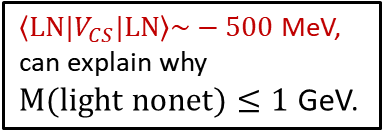 ⟨LN|V_CS|LN⟩~ − 500 MeV,
can explain why
M(light nonet) ≤ 1 GeV.